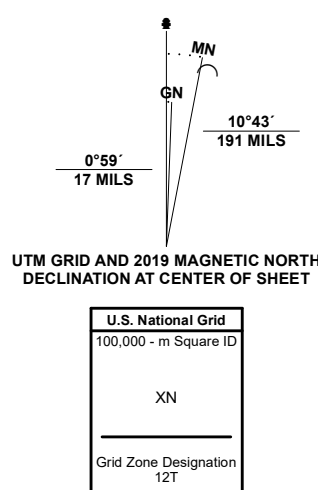 MN
GN
10°43´
191 MILS
0°59´
17 MILS
UTM GRID AND 2019 MAGNETIC NORTH
DECLINATION AT CENTER OF SHEET
U.S. National Grid
100,000 - m Square ID
XN
Grid Zone Designation
12T